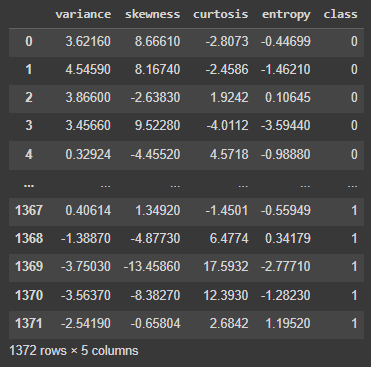 variance skewness curtosis entropy class
0 3.62160 8.66610 -2.8073 -0.44699 0
1 4.54590 8.16740 -2.4586 -1.46210 0
2 3.86600 -2.63830 1.9242 0.10645 0
3 3.45660 9.52280 -4.0112 -3.59440 0
4 0.32924 -4.45520 4.5718 -0.98880 0
... ... ... ... ... ...
1367 0.40614 1.34920 -1.4501 -0.55949 1
1368 -1.38870 -4.87730 6.4774 0.34179 1
1369 -3.75030 -13.45860 17.5932 -2.77710 1
1370 -3.56370 -8.38270 12.3930 -1.28230 1
1371 -2.54190 -0.65804 2.6842 1.19520 1
1372 rows × 5 columns